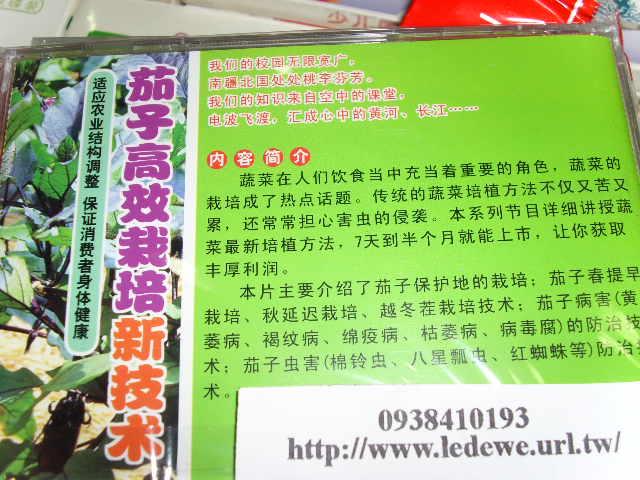 少儿
茄子高效栽培新技术
适应农业结构调整 保证消费者身体健康
我们的校园无限宽广，
南疆北国处处桃李芬芳。
我们的知识来自空中的课堂，
电波飞渡，汇成心中的黄河、长江……
内容简介
蔬菜在人们饮食当中充当着重要的角色，蔬菜的
栽培成了热点话题。传统的蔬菜培植方法不仅又苦又
累，还常常担心害虫的侵袭。本系列节目详细讲授蔬
菜最新培植方法，7天到半个月就能上市，让你获取
丰厚利润。
本片主要介绍了茄子保护地的栽培；茄子春提早
栽培、秋延迟栽培、越冬茬栽培技术；茄子病害(黄
萎病、褐纹病、绵疫病、枯萎病、病毒腐)的防治技
术；茄子虫害(棉铃虫、八星瓢虫、红蜘蛛等)防治
术。
0938410193
http://www.ledewe.url.tw/